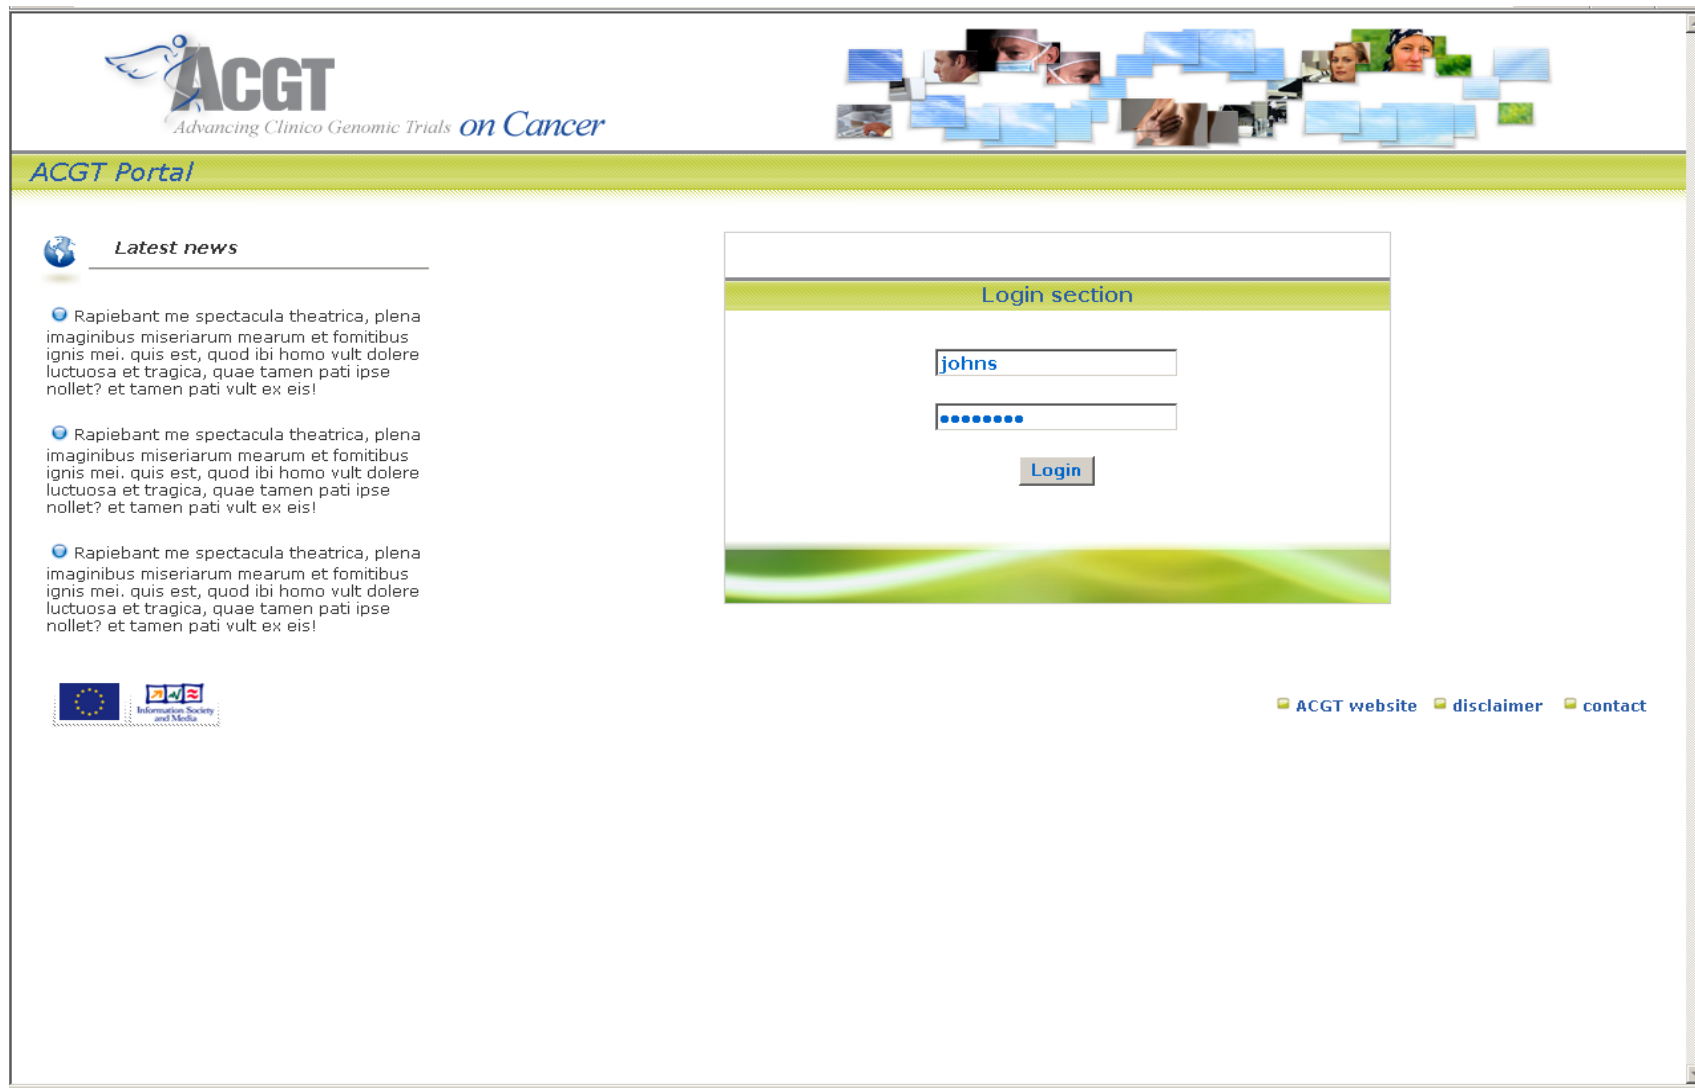 ACGT
Advancing Clinico Genomic Trials on Cancer
ACGT Portal
Latest news
Rapiebant me spectacula theatrica, plena
imaginibus miseriarum mearum et fomitibus
ignis mei. quis est, quod ibi homo vult dolere
luctuosa et tragica, quae tamen pati ipse
nollet? et tamen pati vult ex eis!
Rapiebant me spectacula theatrica, plena
imaginibus miseriarum mearum et fomitibus
ignis mei. quis est, quod ibi homo vult dolere
luctuosa et tragica, quae tamen pati ipse
nollet? et tamen pati vult ex eis!
Rapiebant me spectacula theatrica, plena
imaginibus miseriarum mearum et fomitibus
ignis mei. quis est, quod ibi homo vult dolere
luctuosa et tragica, quae tamen pati ipse
nollet? et tamen pati vult ex eis!
Login section
johns
••••••••
Login
Information Society
and Media
ACGT website disclaimer contact